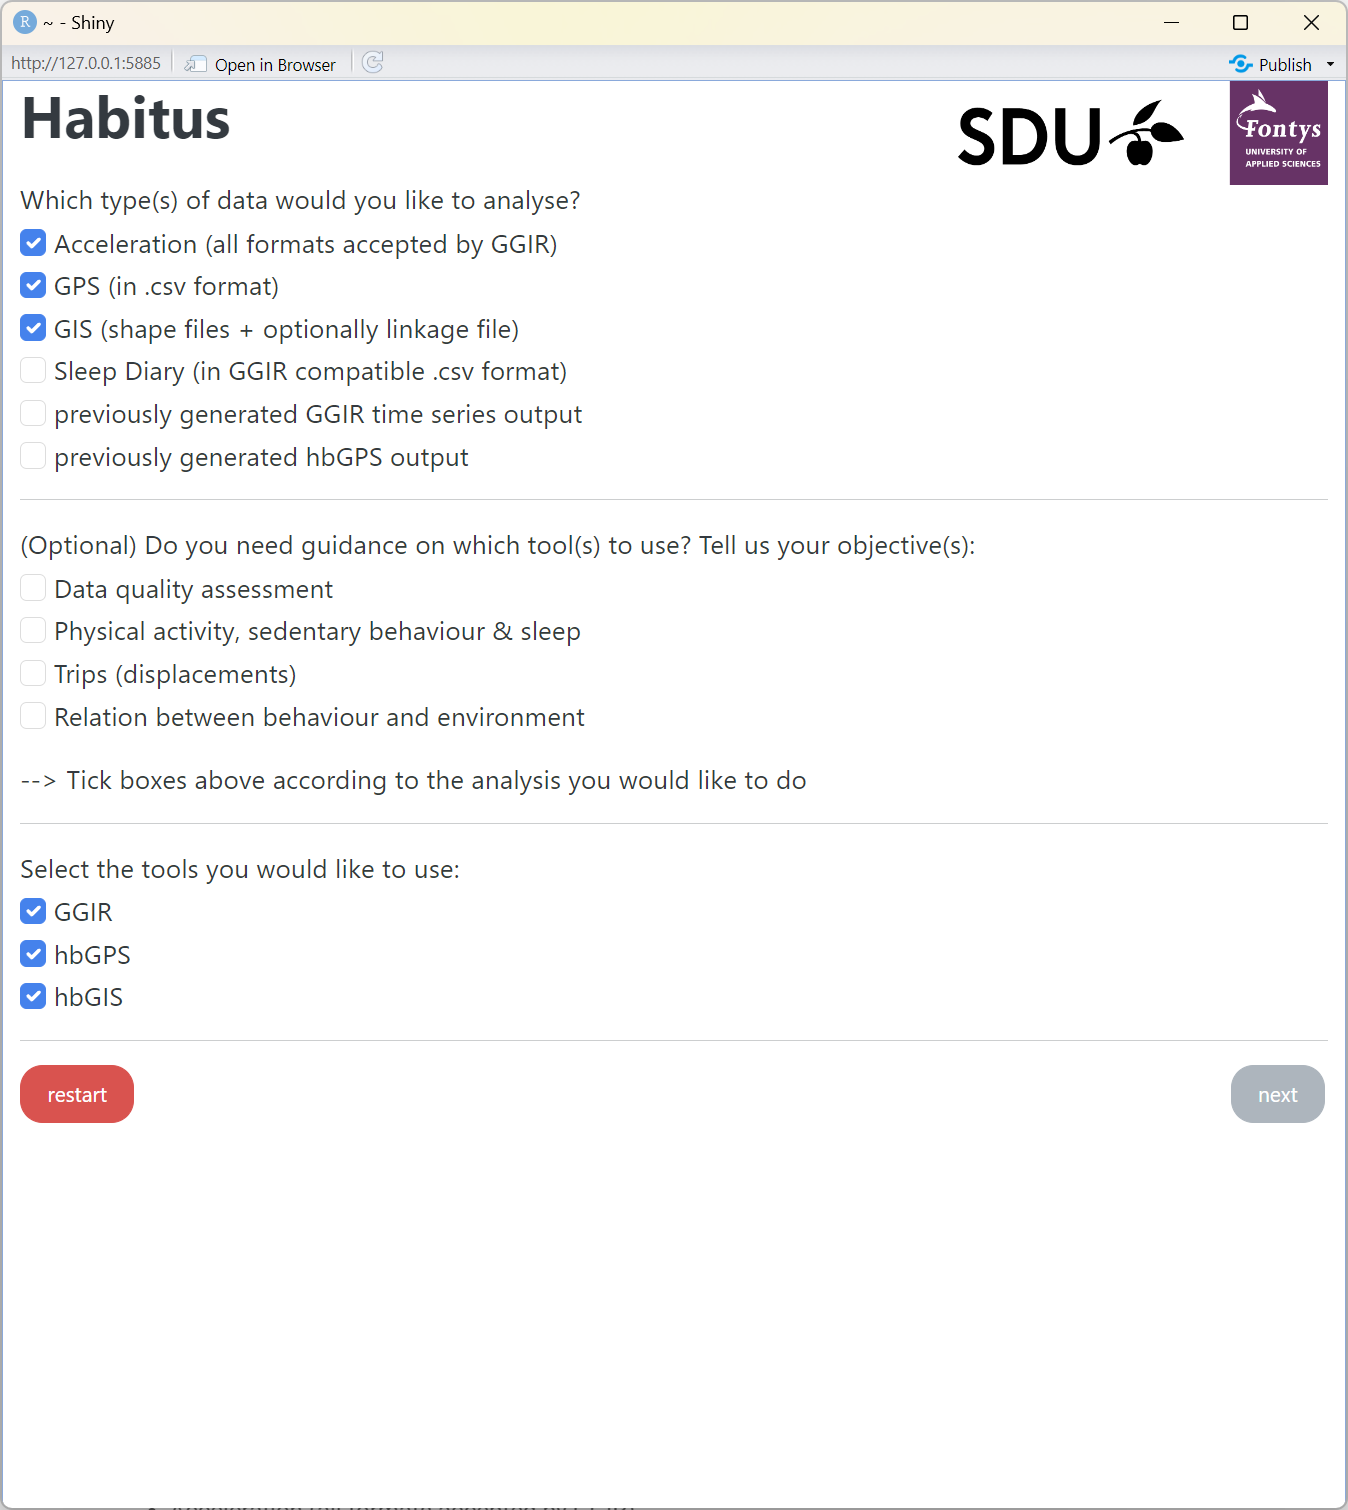 R ~ - Shiny
http://127.0.0.1:5885 Open in Browser Publish
Habitus
SDU
Fontys
UNIVERSITY OF
APPLIED SCIENCES
Which type(s) of data would you like to analyse?
Acceleration (all formats accepted by GGIR)
GPS (in .csv format)
GIS (shape files + optionally linkage file)
Sleep Diary (in GGIR compatible .csv format)
previously generated GGIR time series output
previously generated hbGPS output
(Optional) Do you need guidance on which tool(s) to use? Tell us your objective(s):
Data quality assessment
Physical activity, sedentary behaviour & sleep
Trips (displacements)
Relation between behaviour and environment
--> Tick boxes above according to the analysis you would like to do
Select the tools you would like to use:
GGIR
hbGPS
hbGIS
restart
next